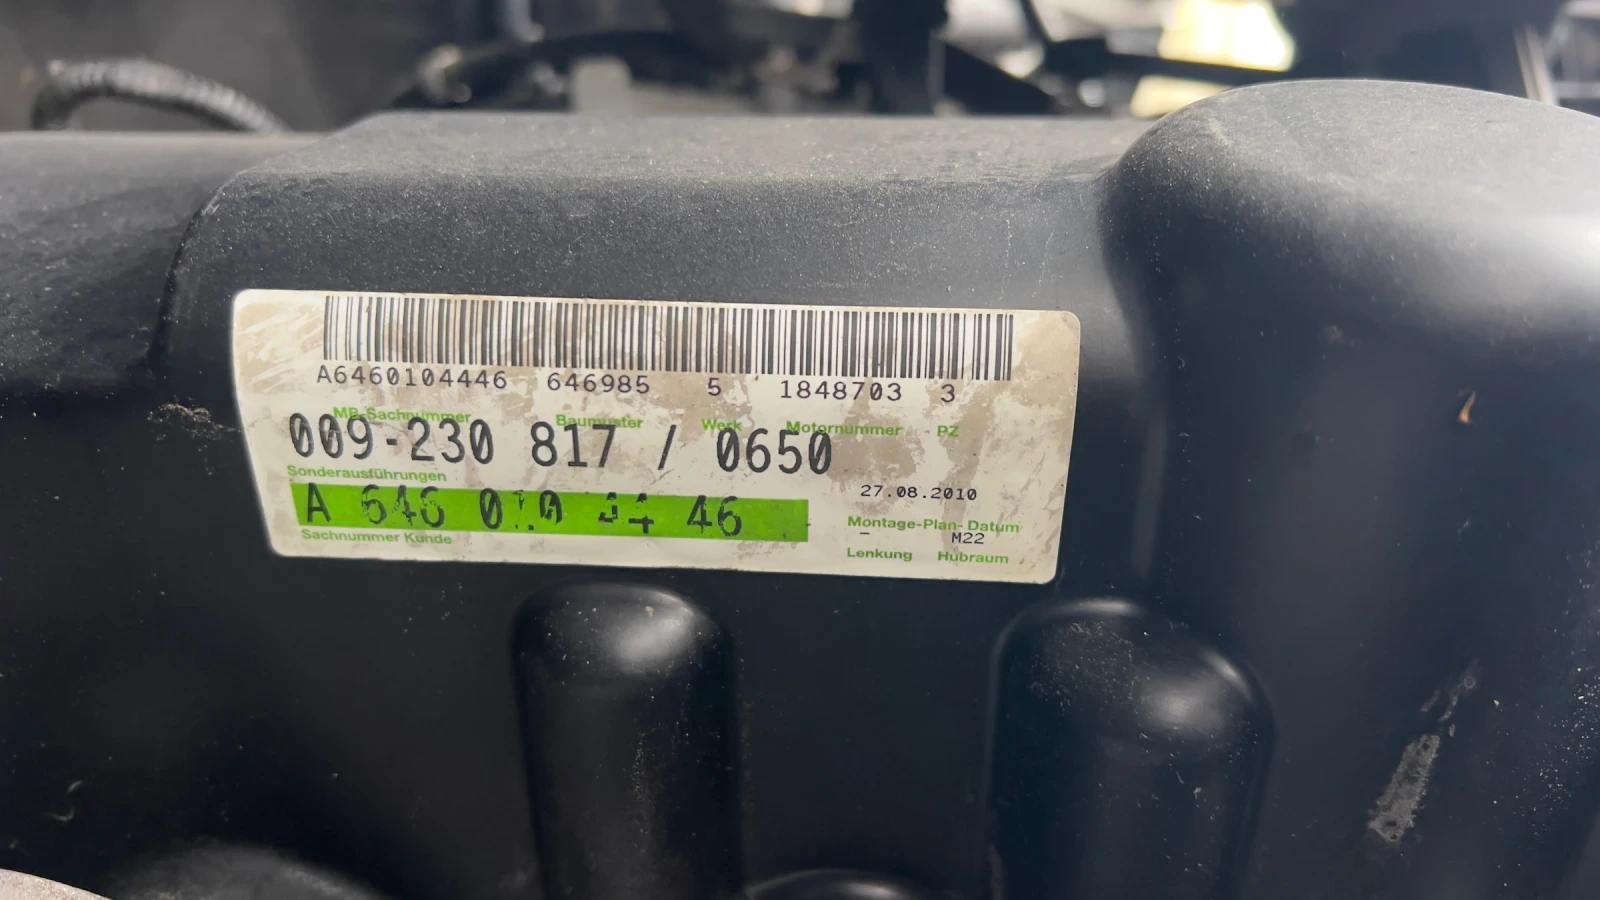 A6460104446 646985 5 1848703 3
MB-Sachnummer Baumuster Werk Motornummer PZ
009-230 817 / 0650
Sonderausführungen
27.08.2010
A 646 010 44 46
Montage-Plan- Datum
Sachnummer Kunde
– M22
Lenkung Hubraum